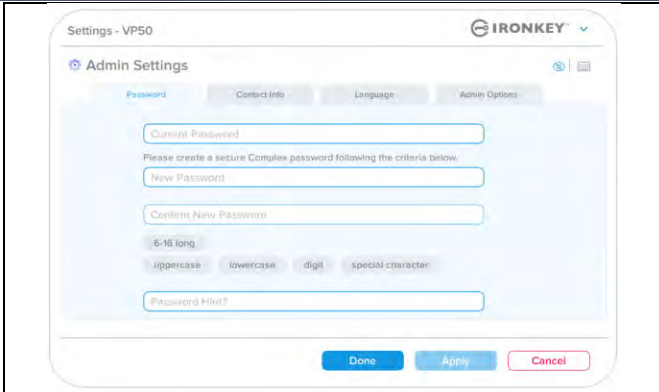 Settings - VP50
IRONKEY
Admin Settings
Password Contact Info Language Admin Options
Current Password
Please create a secure Complex password following the criteria below.
New Password
Confirm New Password
6-16 long
uppercase lowercase digit special character
Password Hint?
Done Apply Cancel